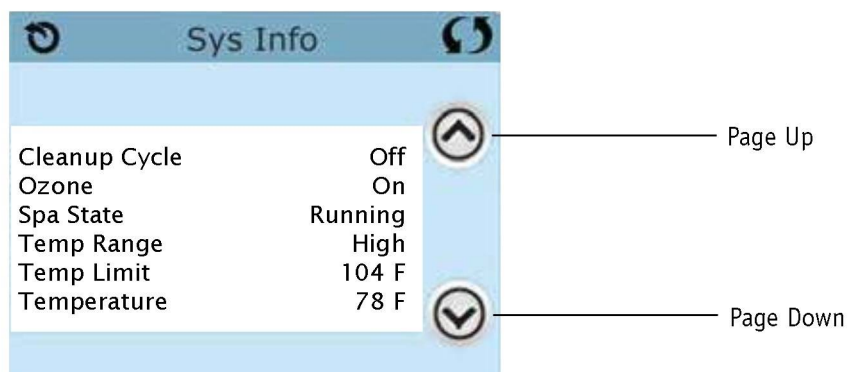 Sys Info
Cleanup Cycle Off
Ozone On
Spa State Running
Temp Range High
Temp Limit 104 F
Temperature 78 F
Page Up
Page Down